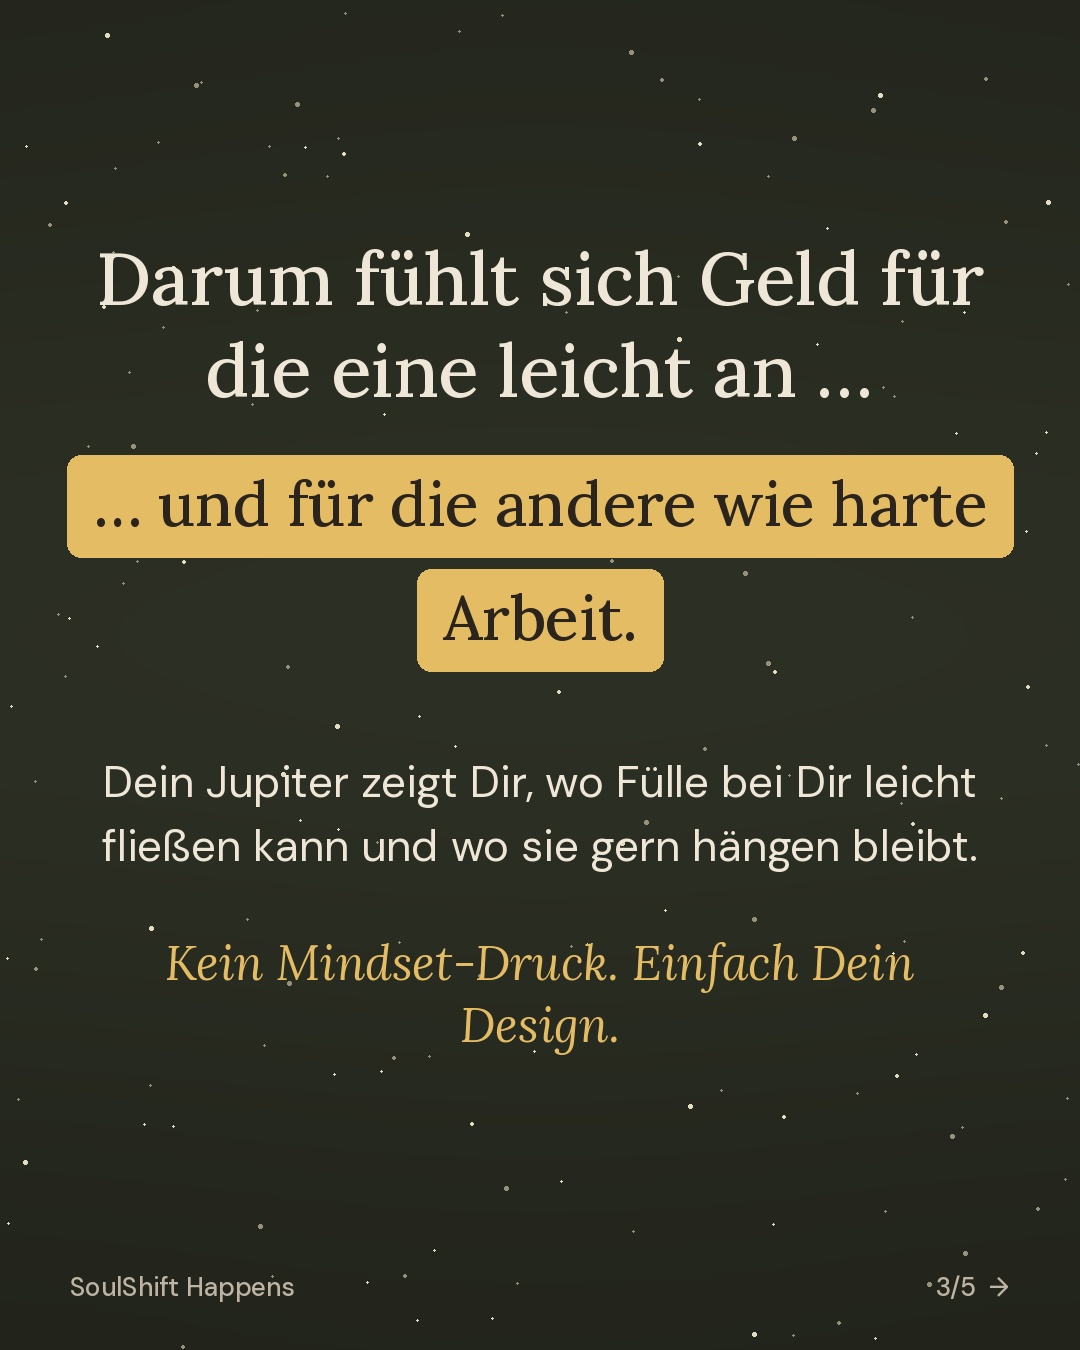 Darum fühlt sich Geld für
die eine leicht an ...
... und für die andere wie harte
Arbeit.
Dein Jupiter zeigt Dir, wo Fülle bei Dir leicht
fließen kann und wo sie gern hängen bleibt.
Kein Mindset-Druck. Einfach Dein
Design.
SoulShift Happens
3/5 →